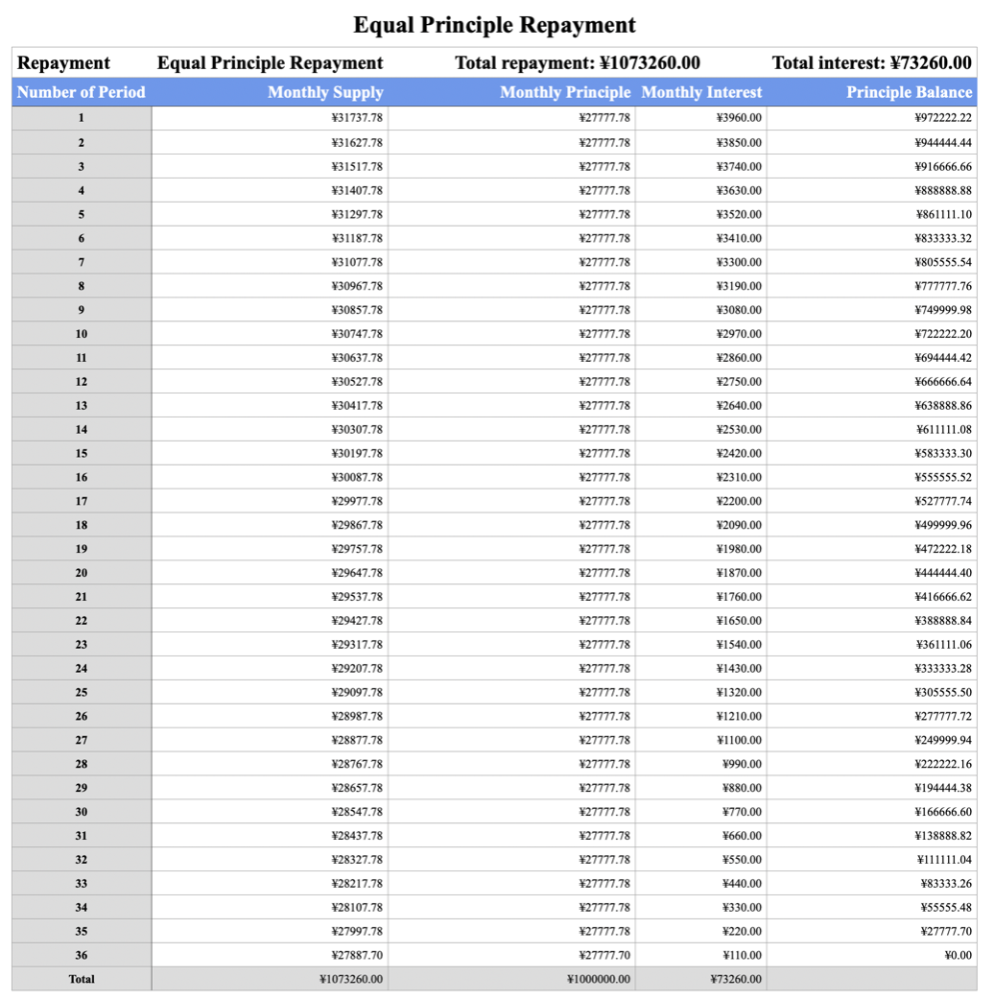 Equal Principle Repayment
Repayment Equal Principle Repayment Total repayment: ¥1073260.00 Total interest: ¥73260.00
Number of Period Monthly Supply Monthly Principle Monthly Interest Principle Balance
1 ¥31737.78 ¥27777.78 ¥3960.00 ¥972222.22
2 ¥31627.78 ¥27777.78 ¥3850.00 ¥944444.44
3 ¥31517.78 ¥27777.78 ¥3740.00 ¥916666.66
4 ¥31407.78 ¥27777.78 ¥3630.00 ¥888888.88
5 ¥31297.78 ¥27777.78 ¥3520.00 ¥861111.10
6 ¥31187.78 ¥27777.78 ¥3410.00 ¥833333.32
7 ¥31077.78 ¥27777.78 ¥3300.00 ¥805555.54
8 ¥30967.78 ¥27777.78 ¥3190.00 ¥777777.76
9 ¥30857.78 ¥27777.78 ¥3080.00 ¥749999.98
10 ¥30747.78 ¥27777.78 ¥2970.00 ¥722222.20
11 ¥30637.78 ¥27777.78 ¥2860.00 ¥694444.42
12 ¥30527.78 ¥27777.78 ¥2750.00 ¥666666.64
13 ¥30417.78 ¥27777.78 ¥2640.00 ¥638888.86
14 ¥30307.78 ¥27777.78 ¥2530.00 ¥611111.08
15 ¥30197.78 ¥27777.78 ¥2420.00 ¥583333.30
16 ¥30087.78 ¥27777.78 ¥2310.00 ¥555555.52
17 ¥29977.78 ¥27777.78 ¥2200.00 ¥527777.74
18 ¥29867.78 ¥27777.78 ¥2090.00 ¥499999.96
19 ¥29757.78 ¥27777.78 ¥1980.00 ¥472222.18
20 ¥29647.78 ¥27777.78 ¥1870.00 ¥444444.40
21 ¥29537.78 ¥27777.78 ¥1760.00 ¥416666.62
22 ¥29427.78 ¥27777.78 ¥1650.00 ¥388888.84
23 ¥29317.78 ¥27777.78 ¥1540.00 ¥361111.06
24 ¥29207.78 ¥27777.78 ¥1430.00 ¥333333.28
25 ¥29097.78 ¥27777.78 ¥1320.00 ¥305555.50
26 ¥28987.78 ¥27777.78 ¥1210.00 ¥277777.72
27 ¥28877.78 ¥27777.78 ¥1100.00 ¥249999.94
28 ¥28767.78 ¥27777.78 ¥990.00 ¥222222.16
29 ¥28657.78 ¥27777.78 ¥880.00 ¥194444.38
30 ¥28547.78 ¥27777.78 ¥770.00 ¥166666.60
31 ¥28437.78 ¥27777.78 ¥660.00 ¥138888.82
32 ¥28327.78 ¥27777.78 ¥550.00 ¥111111.04
33 ¥28217.78 ¥27777.78 ¥440.00 ¥83333.26
34 ¥28107.78 ¥27777.78 ¥330.00 ¥55555.48
35 ¥27997.78 ¥27777.78 ¥220.00 ¥27777.70
36 ¥27887.70 ¥27777.70 ¥110.00 ¥0.00
Total ¥1073260.00 ¥1000000.00 ¥73260.00